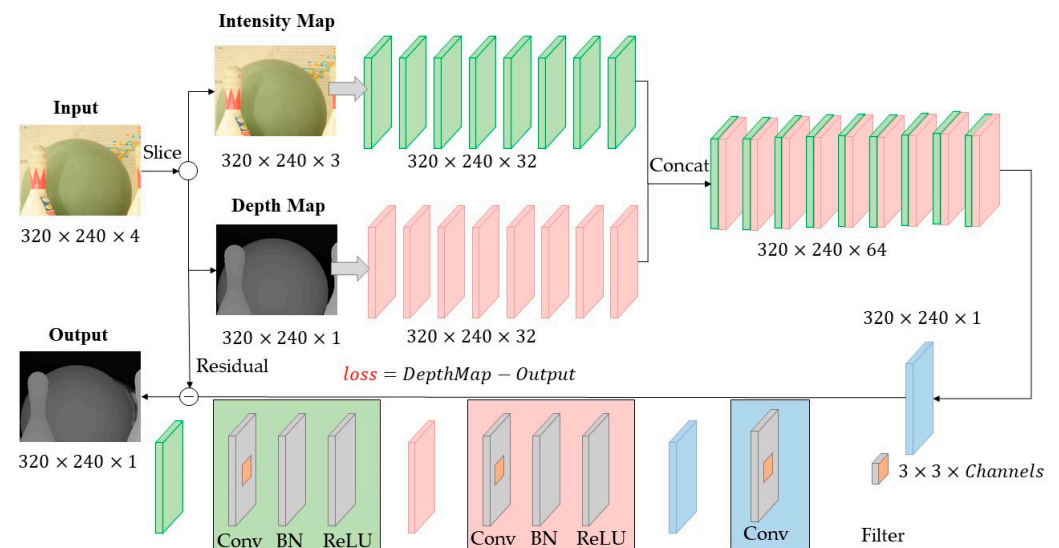 Intensity Map
Input
Slice
320 × 240 × 3
320 × 240 × 32
Concat
Depth Map
320 × 240 × 4
320 × 240 × 64
320 × 240 × 1
320 × 240 × 32
320 × 240 × 1
Output
Residual
loss = DepthMap − Output
−
320 × 240 × 1
3 × 3 × Channels
Conv BN ReLU
Conv BN ReLU
Conv
Filter